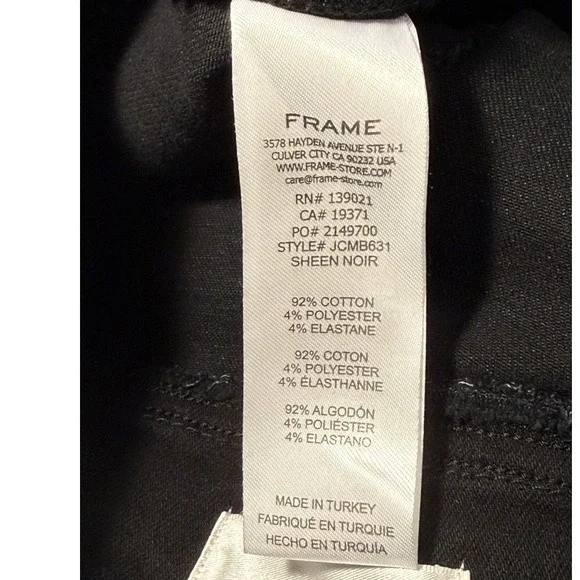 FRAME
3578 HAYDEN AVENUE STE N-1
CULVER CITY CA 90232 USA
WWW.FRAME-STORE.COM
care@frame-store.com
RN# 139021
CA# 19371
PO# 2149700
STYLE# JCMB631
SHEEN NOIR
92% COTTON
4% POLYESTER
4% ELASTANE
92% COTON
4% POLYESTER
4% ÉLASTHANNE
92% ALGODÓN
4% POLIÉSTER
4% ELASTANO
MADE IN TURKEY
FABRIQUÉ EN TURQUIE
HECHO EN TURQUÍA